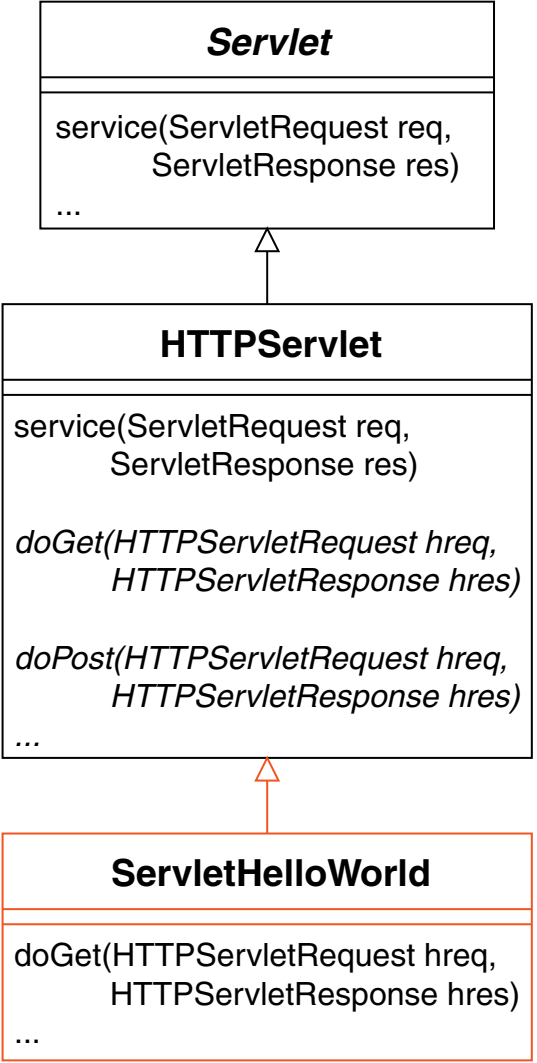 Servlet
service(ServletRequest req,
ServletResponse res)
...
HTTPServlet
service(ServletRequest req,
ServletResponse res)
doGet(HTTPServletRequest hreq,
HTTPServletResponse hres)
doPost(HTTPServletRequest hreq,
HTTPServletResponse hres)
...
ServletHelloWorld
doGet(HTTPServletRequest hreq,
HTTPServletResponse hres)
...